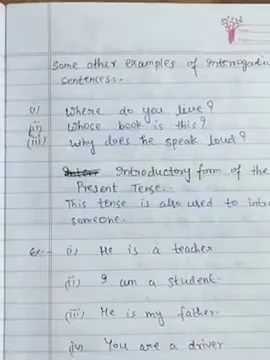 Some other examples of Interrogati
sentences:-
(i) Where do you live?
(ii) Whose book is this?
(iii) Why does he speak loud?
Introductory form of the
Present Tense:-
This tense is also used to intro
someone.
Ex:- (i) He is a teacher
(ii) I am a student.
(iii) He is my father.
(iv) You are a driver